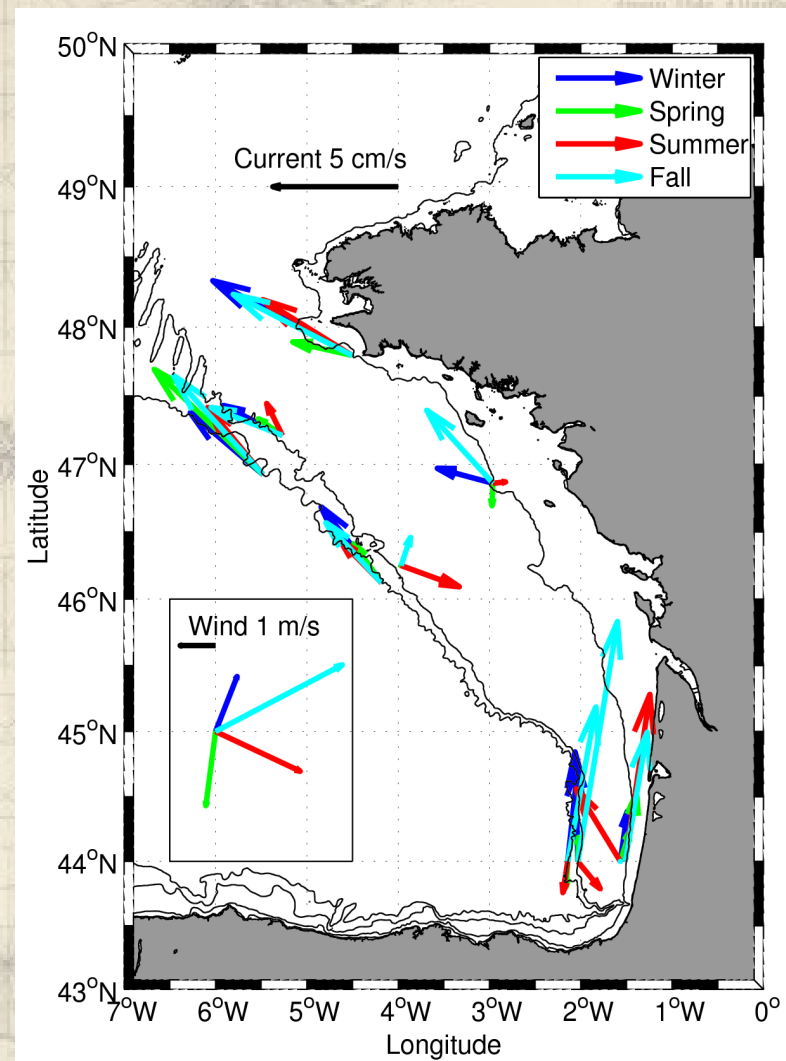 50°N
Winter
Spring
Summer
Fall
Current 5 cm/s
49°N
48°N
47°N
Latitude
46°N
Wind 1 m/s
45°N
44°N
43°N
7°W 6°W 5°W 4°W 3°W 2°W 1°W 0°
Longitude